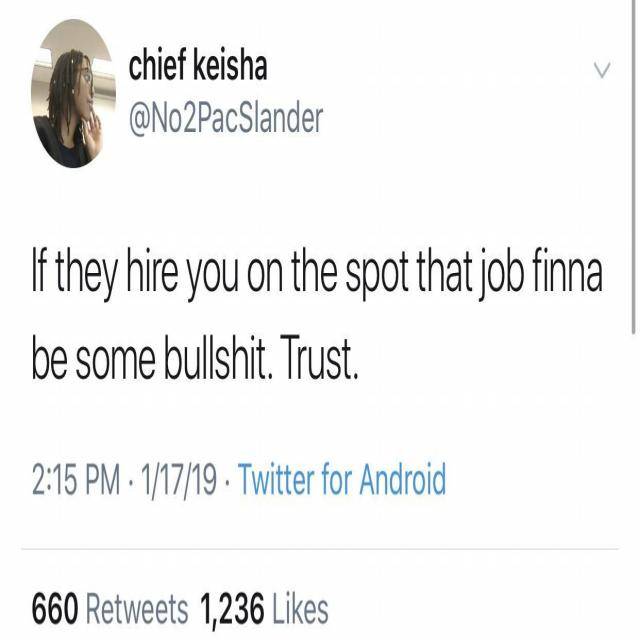 chief keisha
@No2PacSlander
If they hire you on the spot that job finna
be some bullshit. Trust.
2:15 PM · 1/17/19 · Twitter for Android
660 Retweets 1,236 Likes